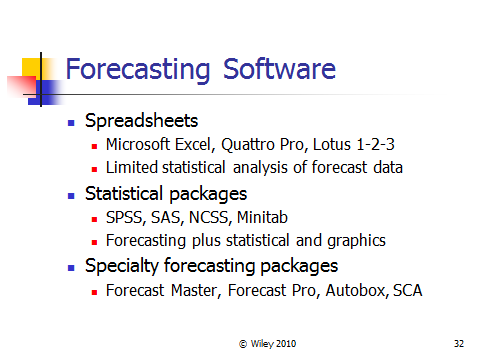 Forecasting Software
Spreadsheets
Microsoft Excel, Quattro Pro, Lotus 1-2-3
Limited statistical analysis of forecast data
Statistical packages
SPSS, SAS, NCSS, Minitab
Forecasting plus statistical and graphics
Specialty forecasting packages
Forecast Master, Forecast Pro, Autobox, SCA
© Wiley 2010
32